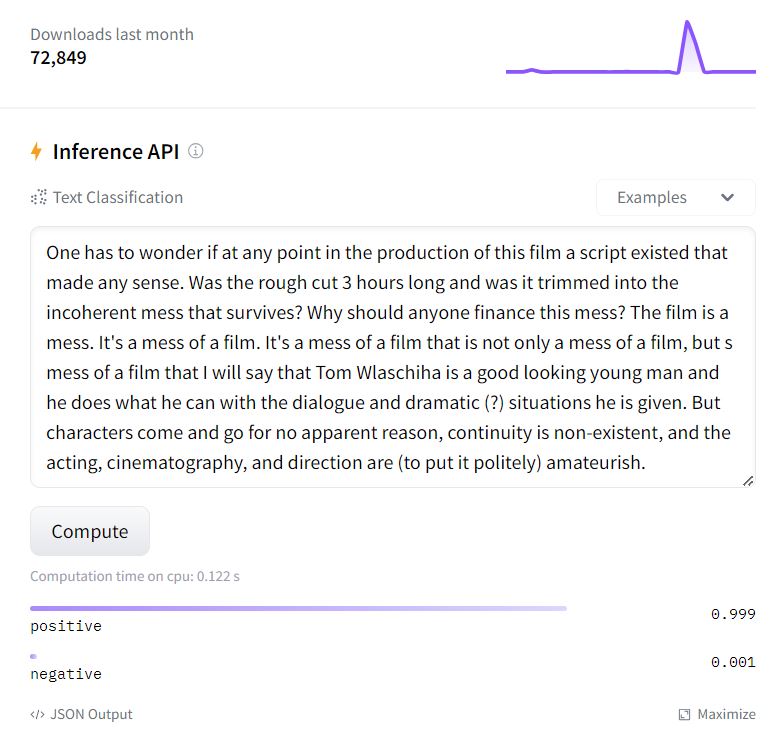 Downloads last month
72,849
Inference API
Text Classification
Examples
One has to wonder if at any point in the production of this film a script existed that
made any sense. Was the rough cut 3 hours long and was it trimmed into the
incoherent mess that survives? Why should anyone finance this mess? The film is a
mess. It's a mess of a film. It's a mess of a film that is not only a mess of a film, but s
mess of a film that I will say that Tom Wlaschiha is a good looking young man and
he does what he can with the dialogue and dramatic (?) situations he is given. But
characters come and go for no apparent reason, continuity is non-existent, and the
acting, cinematography, and direction are (to put it politely) amateurish.
Compute
Computation time on cpu: 0.122 s
positive 0.999
negative 0.001
</> JSON Output Maximize